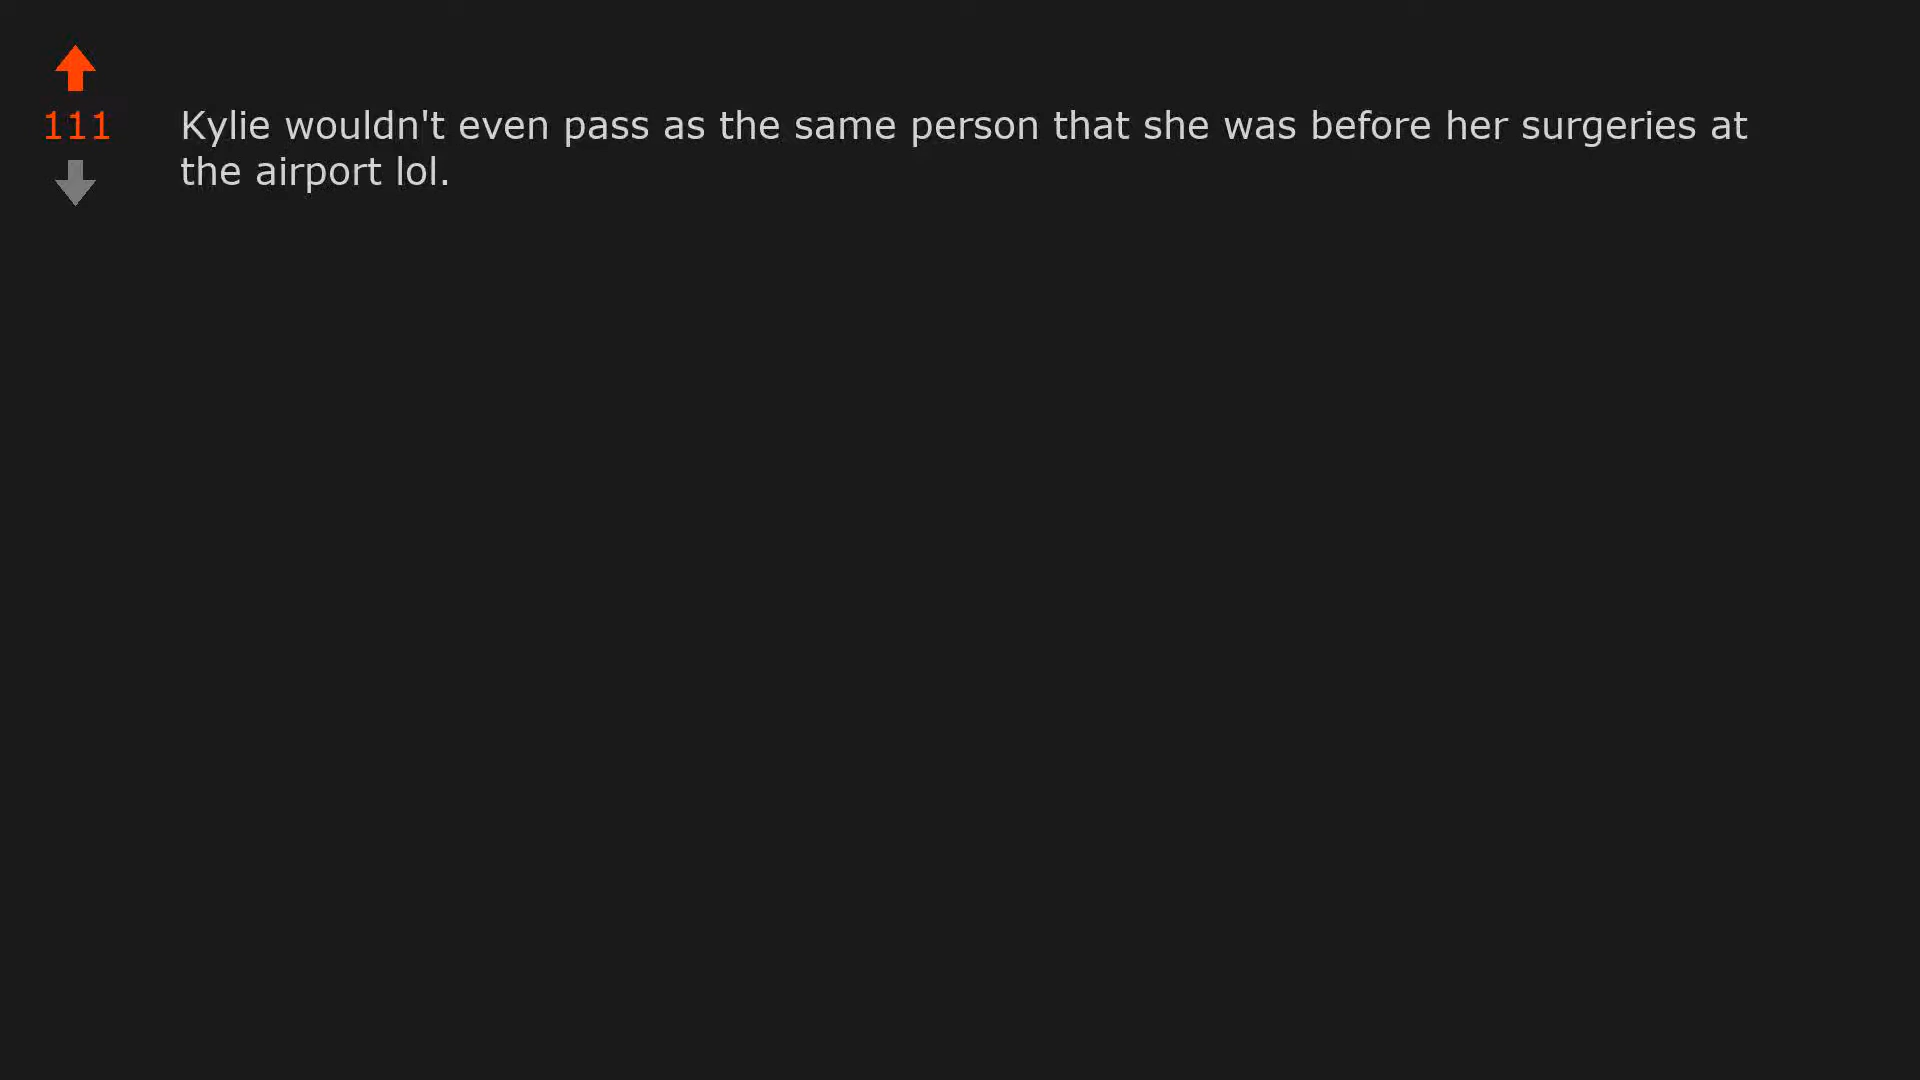 111
Kylie wouldn't even pass as the same person that she was before her surgeries at
the airport lol.